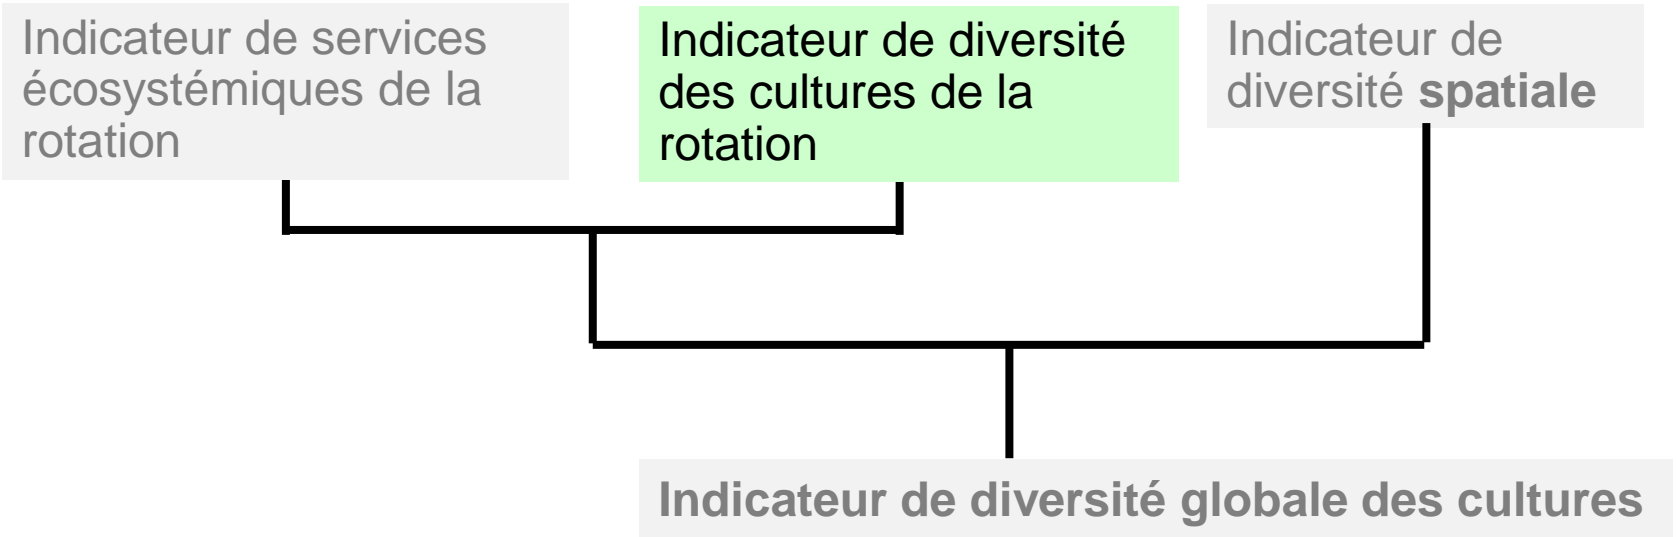 Indicateur de services
écosystémiques de la
rotation
Indicateur de diversité
des cultures de la
rotation
Indicateur de
diversité spatiale
Indicateur de diversité globale des cultures